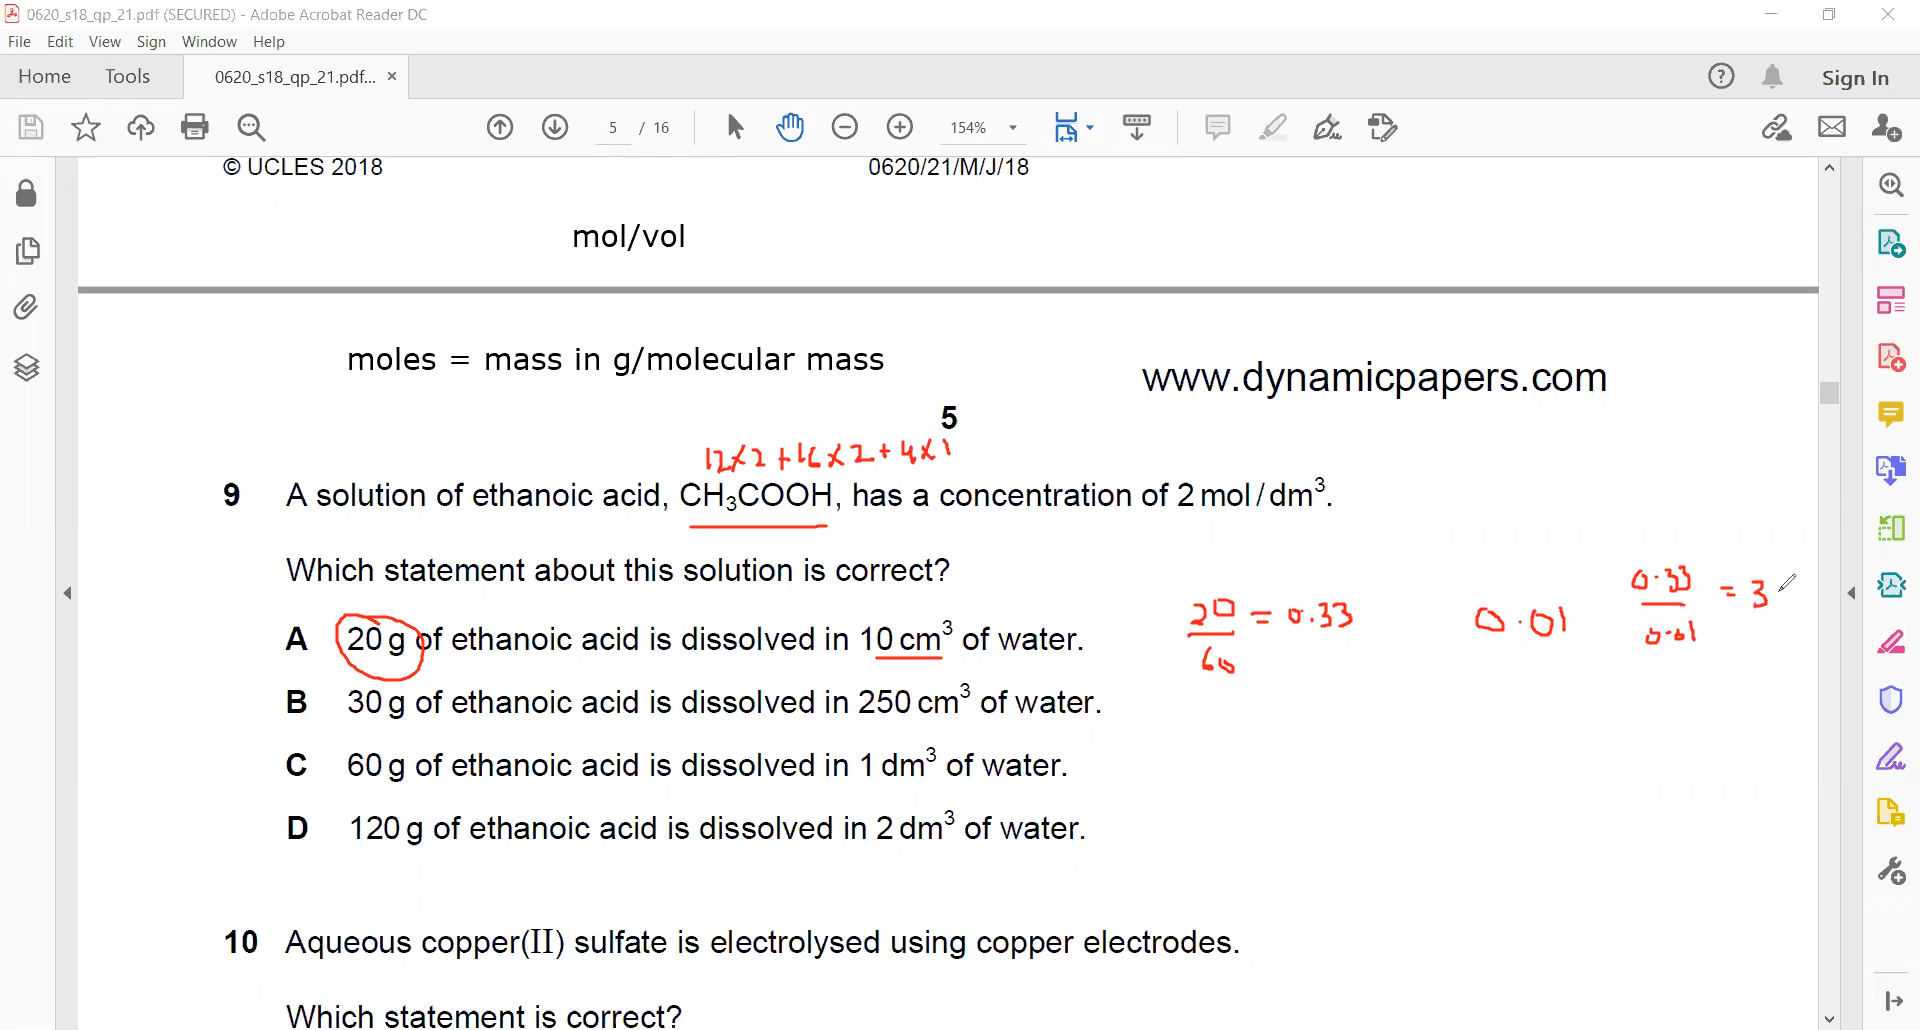 0620_s18_qp_21.pdf (SECURED) - Adobe Acrobat Reader DC
File Edit View Sign Window Help
Home Tools 0620_s18_qp_21.pdf... × Sign In
5 / 16 154%
© UCLES 2018 0620/21/M/J/18
mol/vol
moles = mass in g/molecular mass
www.dynamicpapers.com
5
12×2+16×2+4×1
9 A solution of ethanoic acid, CH₃COOH, has a concentration of 2 mol/dm³.
Which statement about this solution is correct?
A 20 g of ethanoic acid is dissolved in 10 cm³ of water.
20/60 = 0.33 0.01 0.33/0.01 = 3
B 30 g of ethanoic acid is dissolved in 250 cm³ of water.
C 60 g of ethanoic acid is dissolved in 1 dm³ of water.
D 120 g of ethanoic acid is dissolved in 2 dm³ of water.
10 Aqueous copper(II) sulfate is electrolysed using copper electrodes.
Which statement is correct?